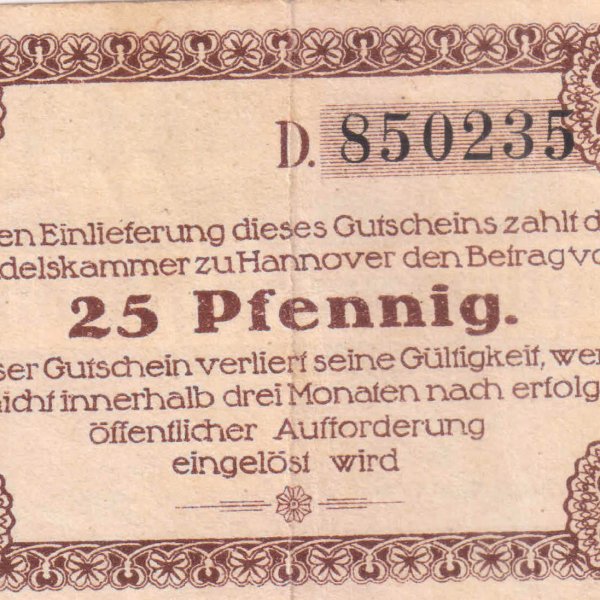 D. 850235
en Einlieferung dieses Gutscheins zahlt d
delskammer zu Hannover den Betrag vo
25 Pfennig.
ser Gutschein verliert seine Gültigkeit, wen
nicht innerhalb drei Monaten nach erfolg
öffentlicher Aufforderung
eingelöst wird